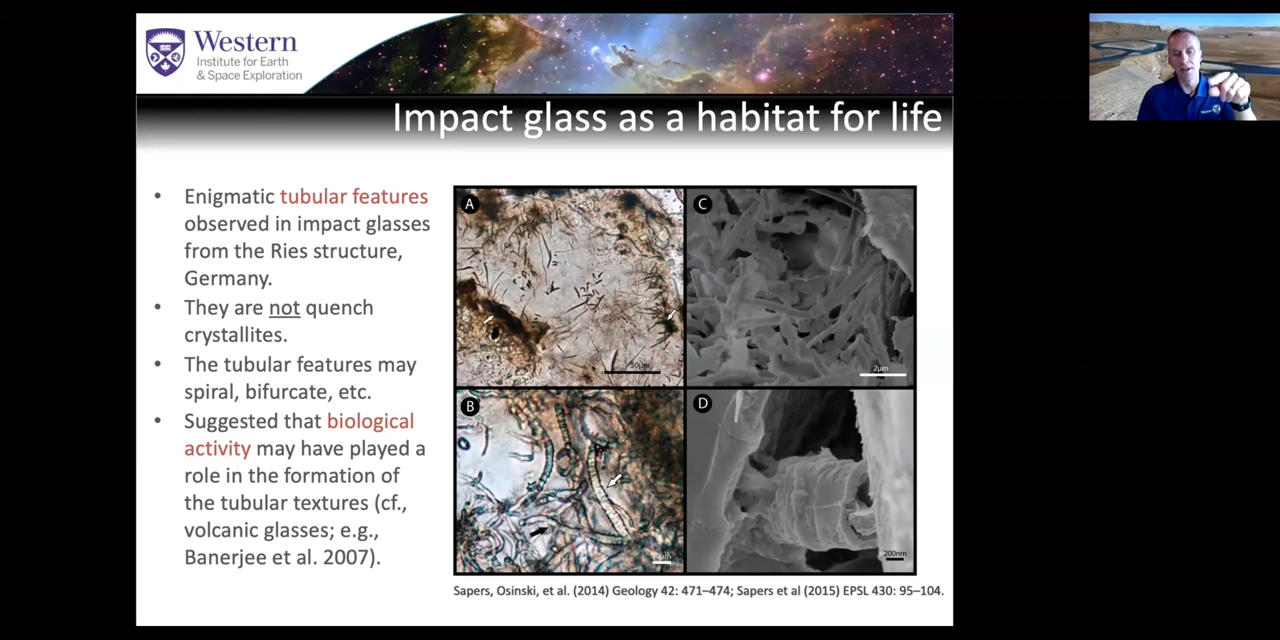 Western
Institute for Earth
& Space Exploration
Impact glass as a habitat for life
• Enigmatic tubular features
observed in impact glasses
from the Ries structure,
Germany.
• They are not quench
crystallites.
• The tubular features may
spiral, bifurcate, etc.
• Suggested that biological
activity may have played a
role in the formation of
the tubular textures (cf.,
volcanic glasses; e.g.,
Banerjee et al. 2007).
A
50µm
C
2µm
B
D
200nm
Sapers, Osinski, et al. (2014) Geology 42: 471–474; Sapers et al (2015) EPSL 430: 95–104.